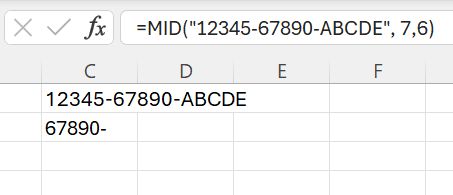 fx =MID("12345-67890-ABCDE", 7,6)
C D E F
12345-67890-ABCDE
67890-